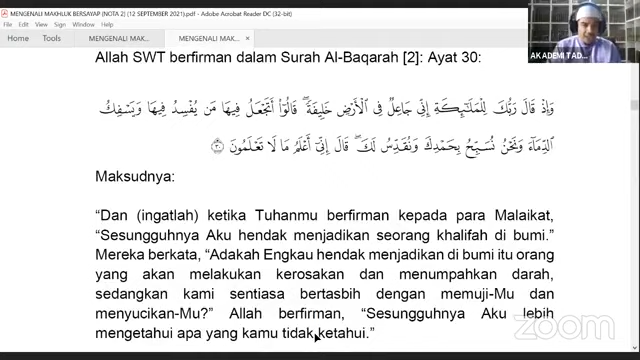 MENGENALI MAKHLUK BERSAYAP (NOTA 2) (12 SEPTEMBER 2021).pdf - Adobe Acrobat Reader DC (32-bit)
File Edit View Sign Window Help
Home Tools MENGENALI MAK... MENGENALI MAK... ×
AKADEMI TAD...
Allah SWT berfirman dalam Surah Al-Baqarah [2]: Ayat 30:
وَإِذْ قَالَ رَبُّكَ لِلْمَلَٰٓئِكَةِ إِنِّى جَاعِلٌ فِى ٱلْأَرْضِ خَلِيفَةً ۖ قَالُوٓا۟ أَتَجْعَلُ فِيهَا مَن يُفْسِدُ فِيهَا وَيَسْفِكُ
ٱلدِّمَآءَ وَنَحْنُ نُسَبِّحُ بِحَمْدِكَ وَنُقَدِّسُ لَكَ ۖ قَالَ إِنِّىٓ أَعْلَمُ مَا لَا تَعْلَمُونَ ٣٠
Maksudnya:
“Dan (ingatlah) ketika Tuhanmu berfirman kepada para Malaikat,
“Sesungguhnya Aku hendak menjadikan seorang khalifah di bumi.”
Mereka berkata, “Adakah Engkau hendak menjadikan di bumi itu orang
yang akan melakukan kerosakan dan menumpahkan darah,
sedangkan kami sentiasa bertasbih dengan memuji-Mu dan
menyucikan-Mu?” Allah berfirman, “Sesungguhnya Aku lebih
mengetahui apa yang kamu tidak ketahui.”
zoom